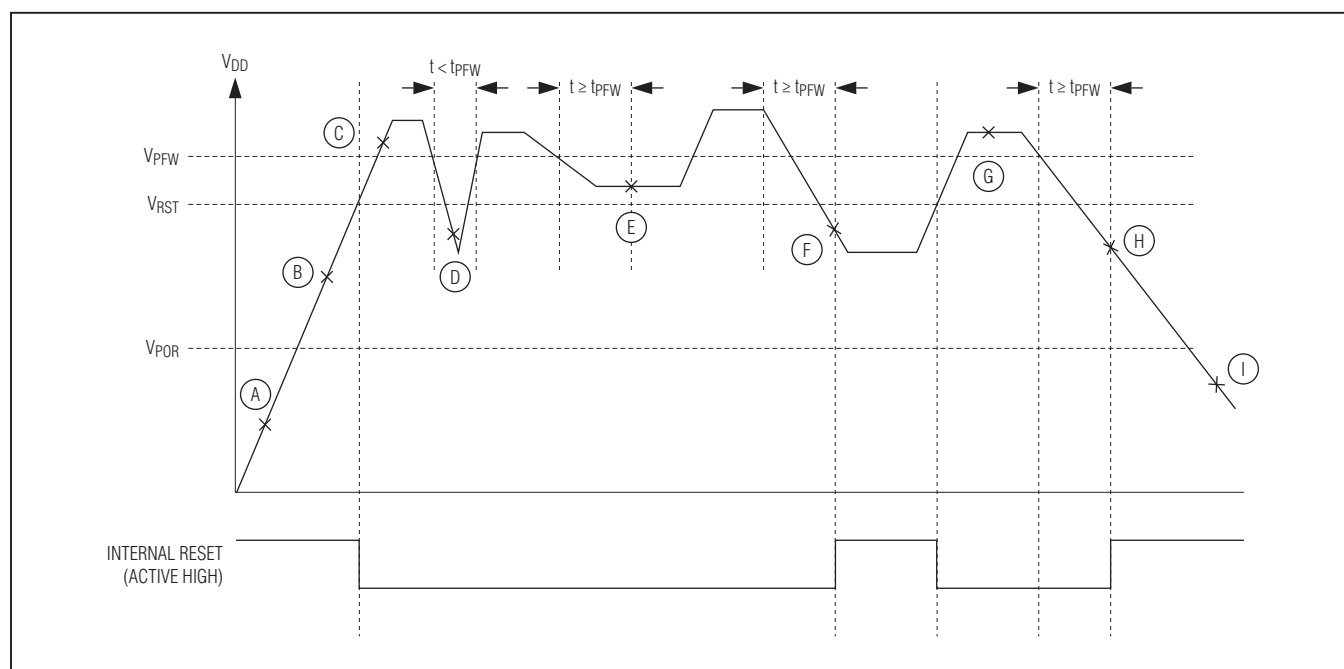 VDD
t < tPFW
t ≥ tPFW
t ≥ tPFW
t ≥ tPFW
C
VPFW
G
VRST
E
F
H
B
D
VPOR
I
A
INTERNAL RESET
(ACTIVE HIGH)